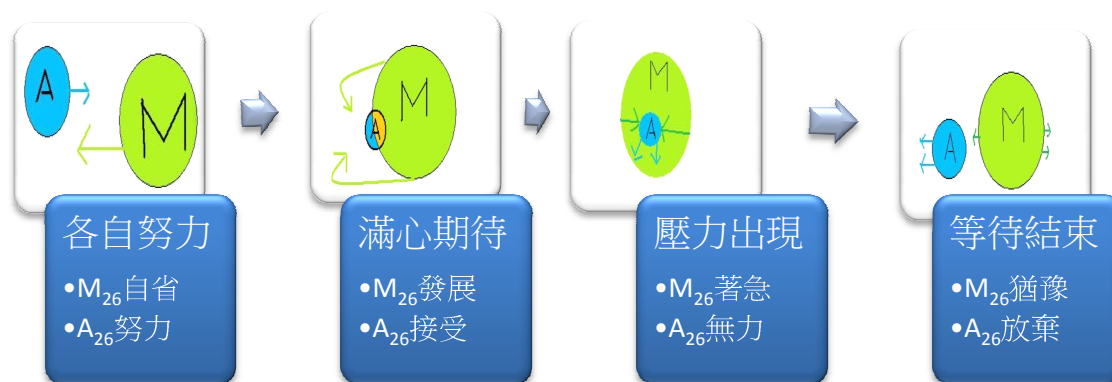 A
M
各自努力
•M26自省
•A26努力
M
A
滿心期待
•M26發展
•A26接受
M
A
壓力出現
•M26著急
•A26無力
A
M
等待結束
•M26猶豫
•A26放棄